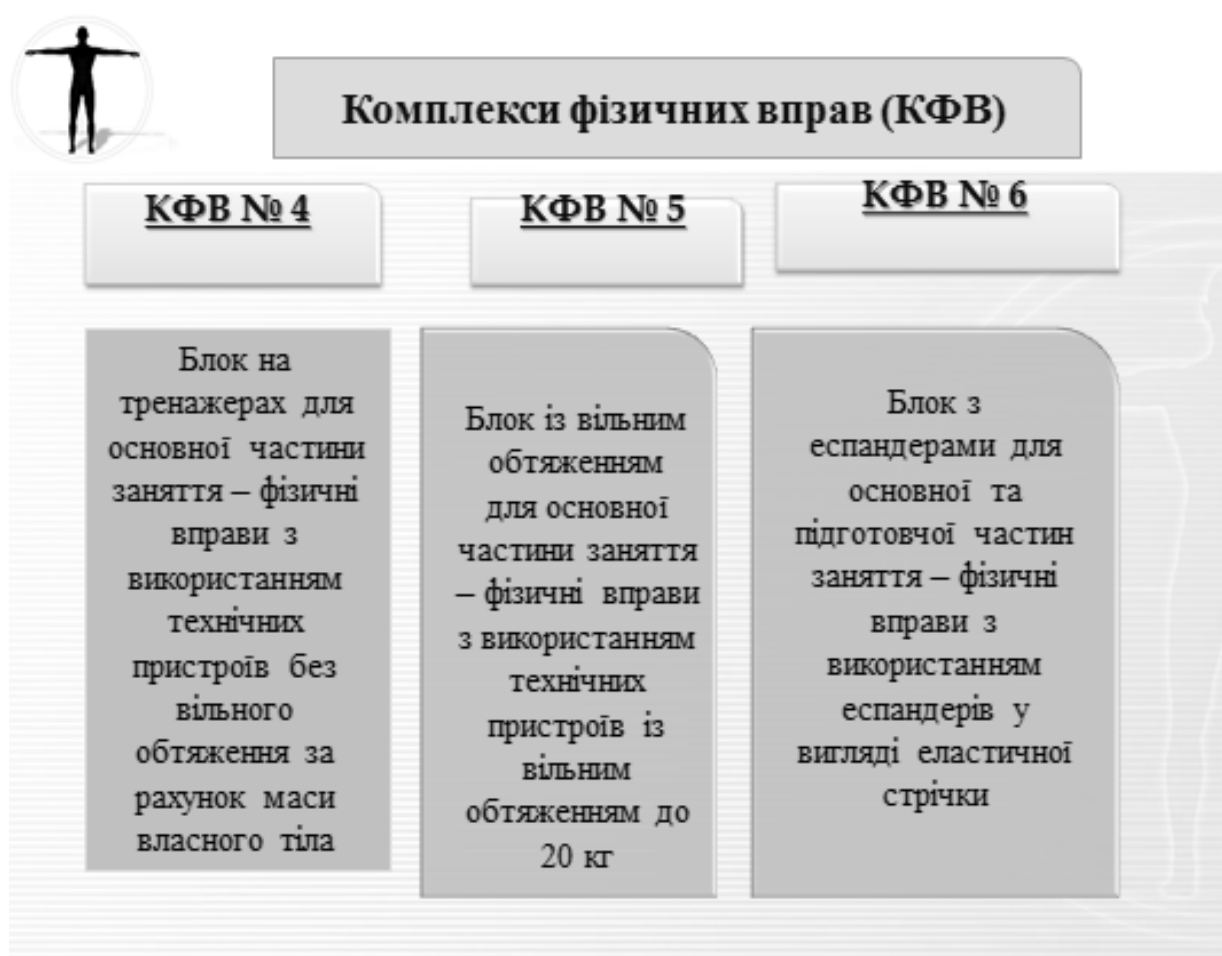 Комплекси фізичних вправ (КФВ)
КФВ № 4
Блок на
тренажерах для
основної частини
заняття – фізичні
вправи з
використанням
технічних
пристроїв без
вільного
обтяження за
рахунок маси
власного тіла
КФВ № 5
Блок із вільним
обтяженням
для основної
частини заняття
– фізичні вправи
з використанням
технічних
пристроїв із
вільним
обтяженням до
20 кг
КФВ № 6
Блок з
еспандерами для
основної та
підготовчої частин
заняття – фізичні
вправи з
використанням
еспандерів у
вигляді еластичної
стрічки